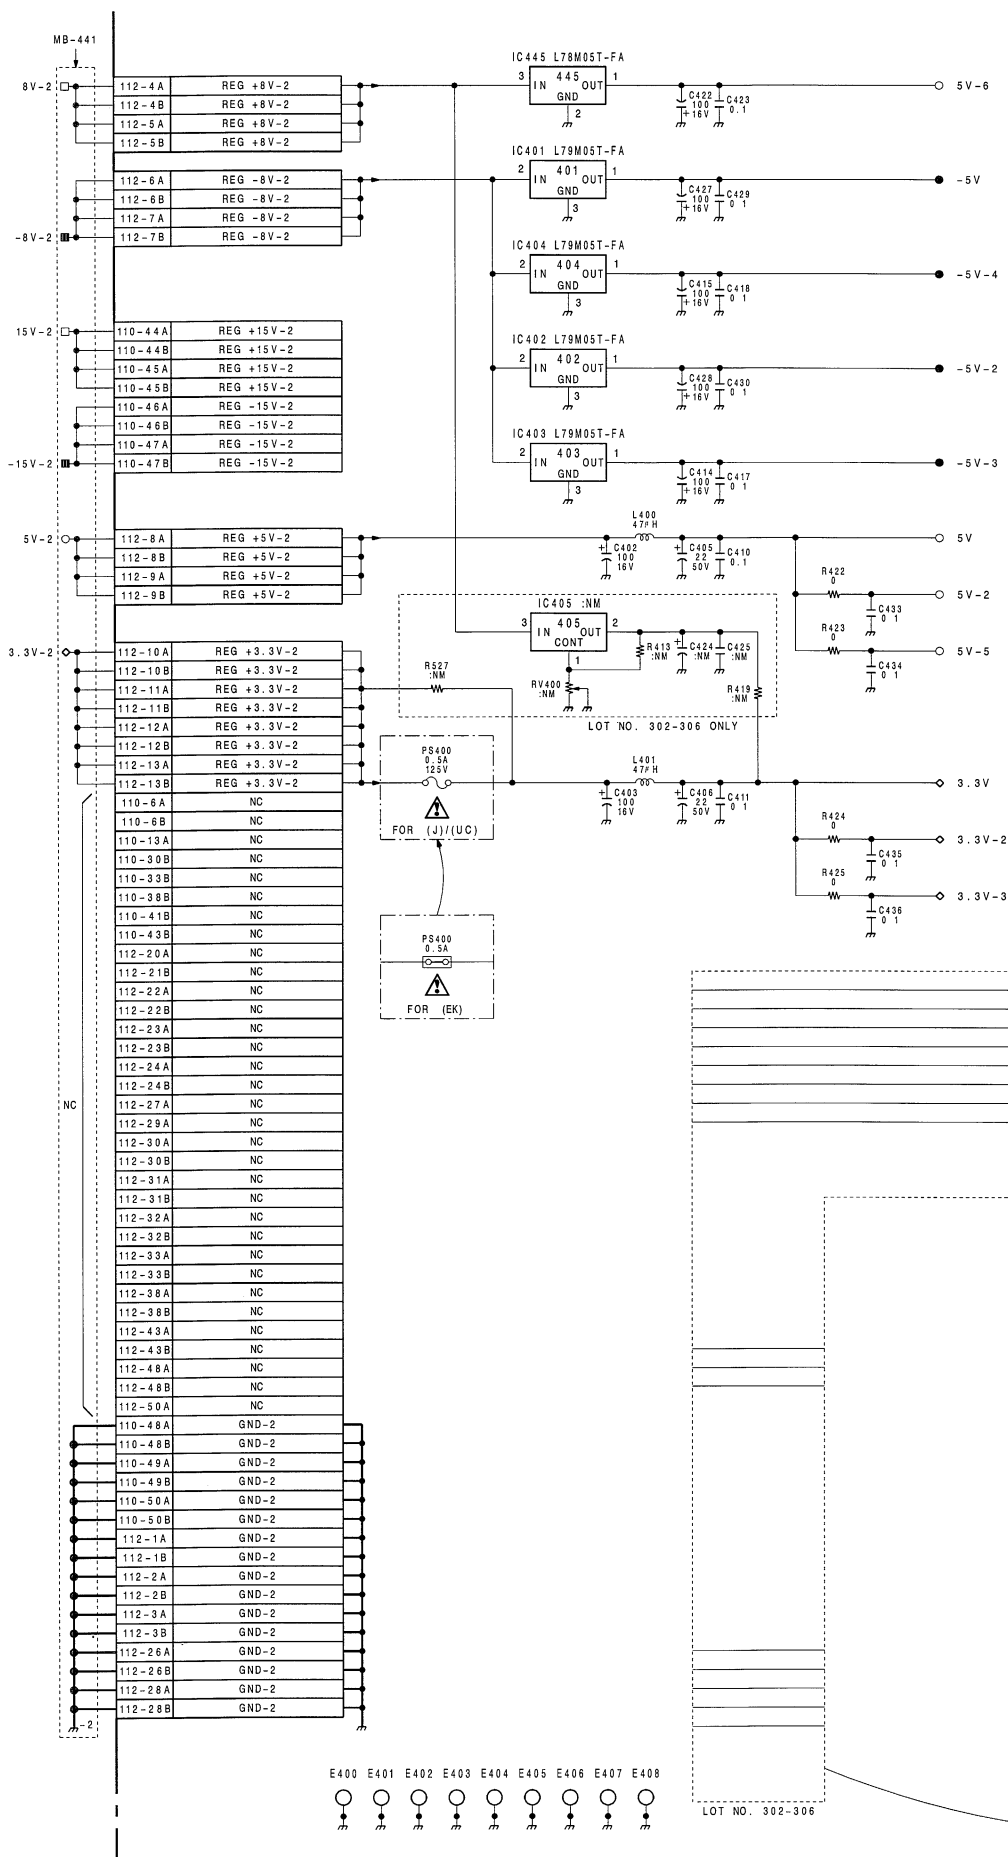 MB-441
8V-2
112-4A REG +8V-2
112-4B REG +8V-2
112-5A REG +8V-2
112-5B REG +8V-2
112-6A REG -8V-2
112-6B REG -8V-2
112-7A REG -8V-2
-8V-2
112-7B REG -8V-2
15V-2
110-44A REG +15V-2
110-44B REG +15V-2
110-45A REG +15V-2
110-45B REG +15V-2
110-46A REG -15V-2
110-46B REG -15V-2
110-47A REG -15V-2
-15V-2
110-47B REG -15V-2
5V-2
112-8A REG +5V-2
112-8B REG +5V-2
112-9A REG +5V-2
112-9B REG +5V-2
3.3V-2
112-10A REG +3.3V-2
112-10B REG +3.3V-2
112-11A REG +3.3V-2
112-11B REG +3.3V-2
112-12A REG +3.3V-2
112-12B REG +3.3V-2
112-13A REG +3.3V-2
112-13B REG +3.3V-2
110-6A NC
110-6B NC
110-13A NC
110-30B NC
110-33B NC
110-38B NC
110-41B NC
110-43B NC
112-20A NC
112-21B NC
112-22A NC
112-22B NC
112-23A NC
112-23B NC
112-24A NC
112-24B NC
NC
112-27A NC
112-29A NC
112-30A NC
112-30B NC
112-31A NC
112-31B NC
112-32A NC
112-32B NC
112-33A NC
112-33B NC
112-38A NC
112-38B NC
112-43A NC
112-43B NC
112-48A NC
112-48B NC
112-50A NC
110-48A GND-2
110-48B GND-2
110-49A GND-2
110-49B GND-2
110-50A GND-2
110-50B GND-2
112-1A GND-2
112-1B GND-2
112-2A GND-2
112-2B GND-2
112-3A GND-2
112-3B GND-2
112-26A GND-2
112-26B GND-2
112-28A GND-2
112-28B GND-2
-2
IC445 L78M05T-FA
3 IN 445 OUT 1
GND
2
C422
100
+16V
C423
0.1
5V-6
IC401 L79M05T-FA
2 IN 401 OUT 1
GND
3
C427
100
+16V
C429
0 1
-5V
IC404 L79M05T-FA
2 IN 404 OUT 1
GND
3
C415
100
+16V
C418
0 1
-5V-4
IC402 L79M05T-FA
2 IN 402 OUT 1
GND
3
C428
100
+16V
C430
0 1
-5V-2
IC403 L79M05T-FA
2 IN 403 OUT 1
GND
3
C414
100
+16V
C417
0 1
-5V-3
L400
47μH
+ C402
100
16V
+ C405
22
50V
C410
0.1
5V
R422
0
C433
0 1
5V-2
R423
0
C434
0 1
5V-5
IC405 :NM
3 IN 405 OUT 2
CONT
1
R413
:NM
+ C424
:NM
C425
:NM
RV400
:NM
R419
:NM
LOT NO. 302-306 ONLY
R527
:NM
PS400
0.5A
125V
FOR (J)/(UC)
L401
47μH
+ C403
100
16V
+ C406
22
50V
C411
0 1
3.3V
R424
0
C435
0 1
3.3V-2
R425
0
C436
0 1
3.3V-3
PS400
0.5A
FOR (EK)
E400 E401 E402 E403 E404 E405 E406 E407 E408
LOT NO. 302-306